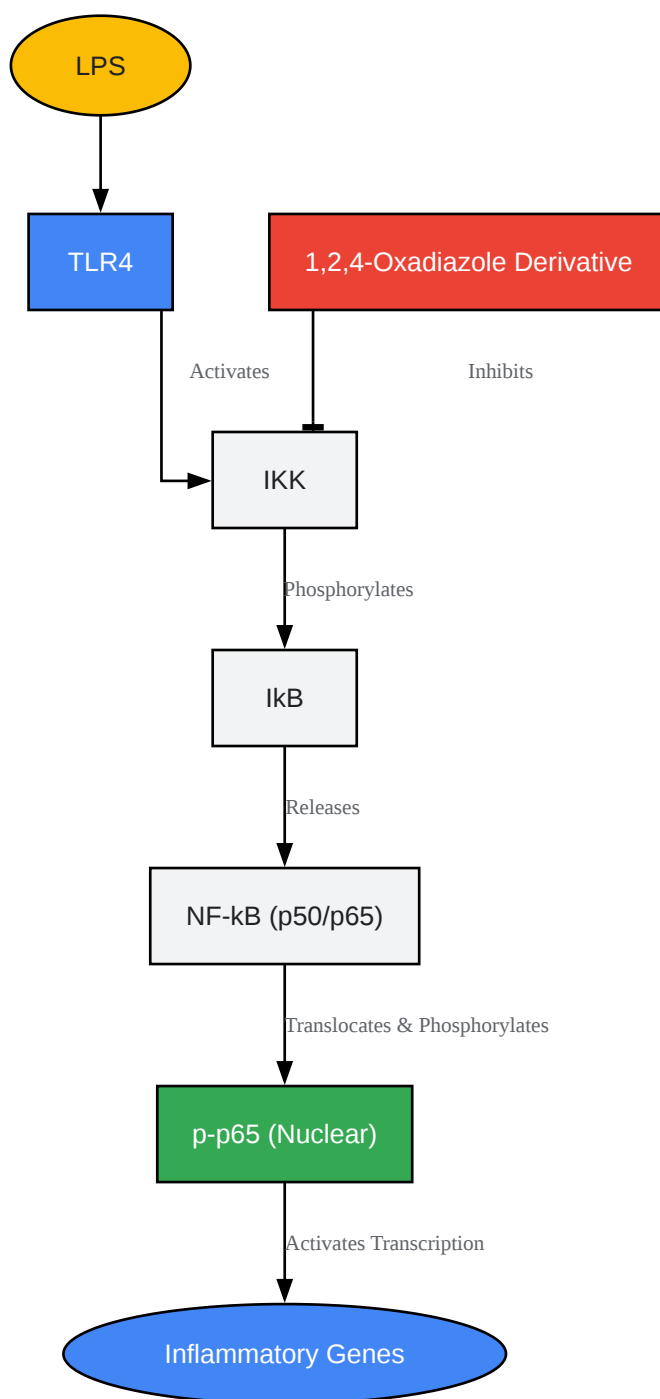 LPS
TLR4
1,2,4-Oxadiazole Derivative
Activates
Inhibits
IKK
Phosphorylates
IkB
Releases
NF-kB (p50/p65)
Translocates & Phosphorylates
p-p65 (Nuclear)
Activates Transcription
Inflammatory Genes